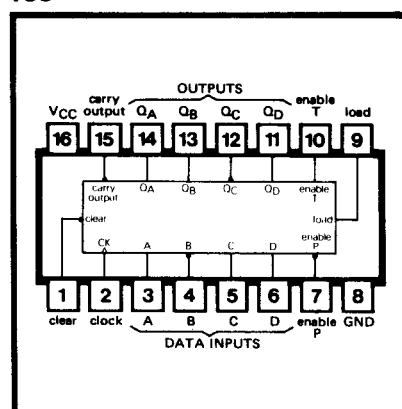 OUTPUTS
VCC carry output QA QB QC QD enable T load
16 15 14 13 12 11 10 9
carry output QA QB QC QD enable T
clear load
CK A B C D enable P
1 2 3 4 5 6 7 8
clear clock A B C D enable P GND
DATA INPUTS